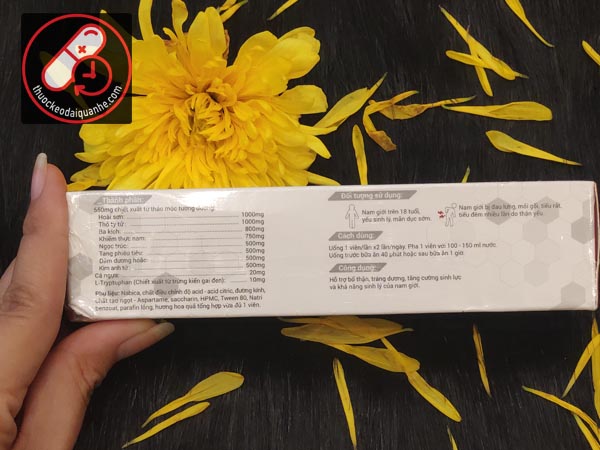 thuockeodaiquanhe.com
Thành phần:
560mg chiết xuất từ thảo mộc tương đương:
Hoài sơn: 1000mg
Thỏ ty tử: 1000mg
Ba kích: 800mg
Khiếm thực nam: 750mg
Ngọc trúc: 500mg
Tang phiêu tiêu: 500mg
Dâm dương hoắc: 500mg
Kim anh tử: 500mg
Cá ngựa: 20mg
L-Tryptuphan (Chiết xuất từ trứng kiến gai đen): 10mg
Phụ liệu: Nabica, chất điều chỉnh độ acid - acid citric, đường kính,
chất tạo ngọt - Aspartame, saccharin, HPMC, Tween 80, Natri
benzoat, parafin lỏng, hương hoa quả tổng hợp vừa đủ 1 viên.
Đối tượng sử dụng:
Nam giới trên 18 tuổi,
yếu sinh lý, mãn dục sớm.
Nam giới bị đau lưng, mỏi gối, tiểu rắt,
tiểu đêm nhiều lần do thận yếu
Cách dùng:
Uống 1 viên/lần x2 lần/ngày. Pha 1 viên với 100 - 150 ml nước.
Uống trước bữa ăn 40 phút hoặc sau bữa ăn 1 giờ.
Công dụng:
Hỗ trợ bổ thận, tráng dương, tăng cường sinh lực
và khả năng sinh lý của nam giới.